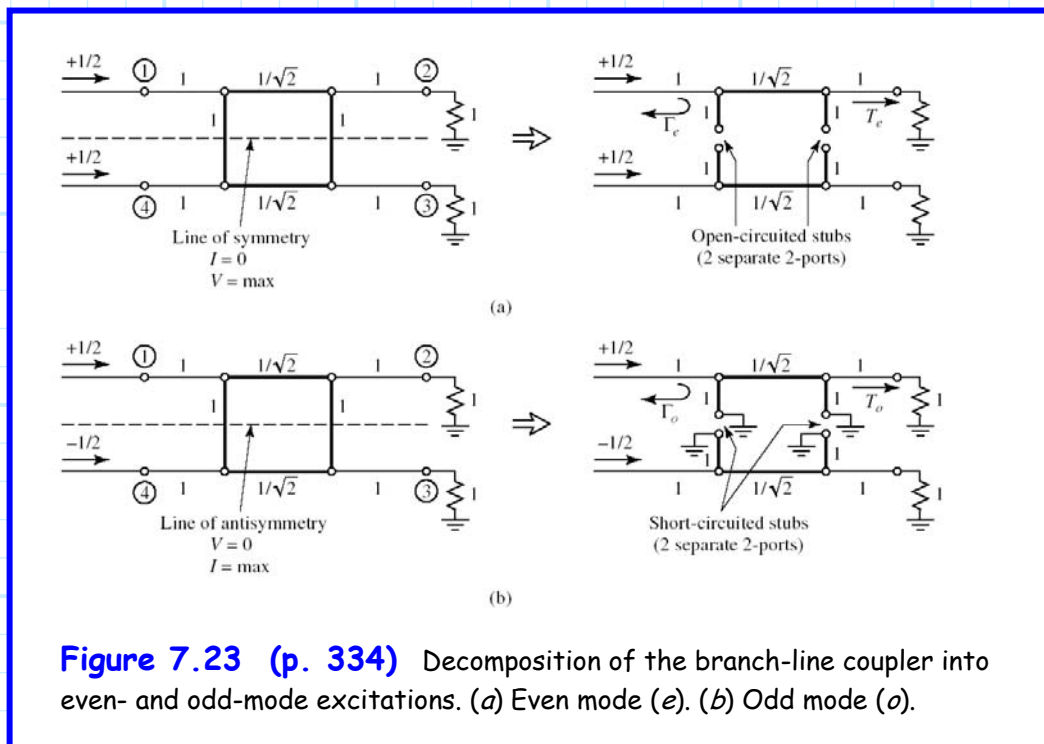 +1/2 ① 1 1/√2 1 ②
1 1 1
+1/2
④ 1 1/√2 1 ③ 1
Line of symmetry
I = 0
V = max
⇒
+1/2 1 1/√2 1
Γe 1 1 Te 1
+1/2 1 1
1 1/√2 1 1
Open-circuited stubs
(2 separate 2-ports)
(a)
+1/2 ① 1 1/√2 1 ②
1 1 1
−1/2
④ 1 1/√2 1 ③ 1
Line of antisymmetry
V = 0
I = max
⇒
+1/2 1 1/√2 1
Γo 1 1 To 1
−1/2 1 1
1 1/√2 1 1
Short-circuited stubs
(2 separate 2-ports)
(b)
Figure 7.23 (p. 334) Decomposition of the branch-line coupler into
even- and odd-mode excitations. (a) Even mode (e). (b) Odd mode (o).